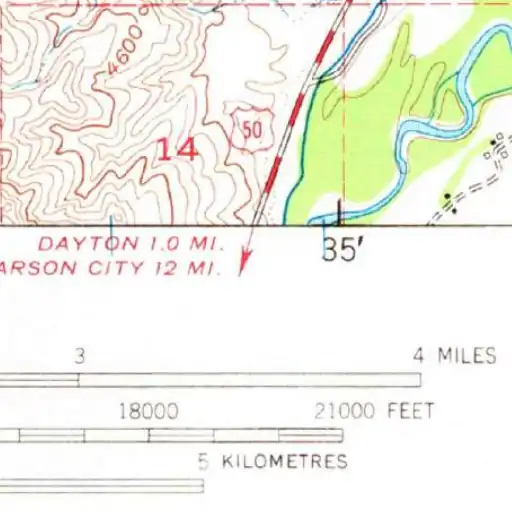 4600
50
14
DAYTON 1.0 MI.
ARSON CITY 12 MI.
35'
3 4 MILES
18000 21000 FEET
5 KILOMETRES